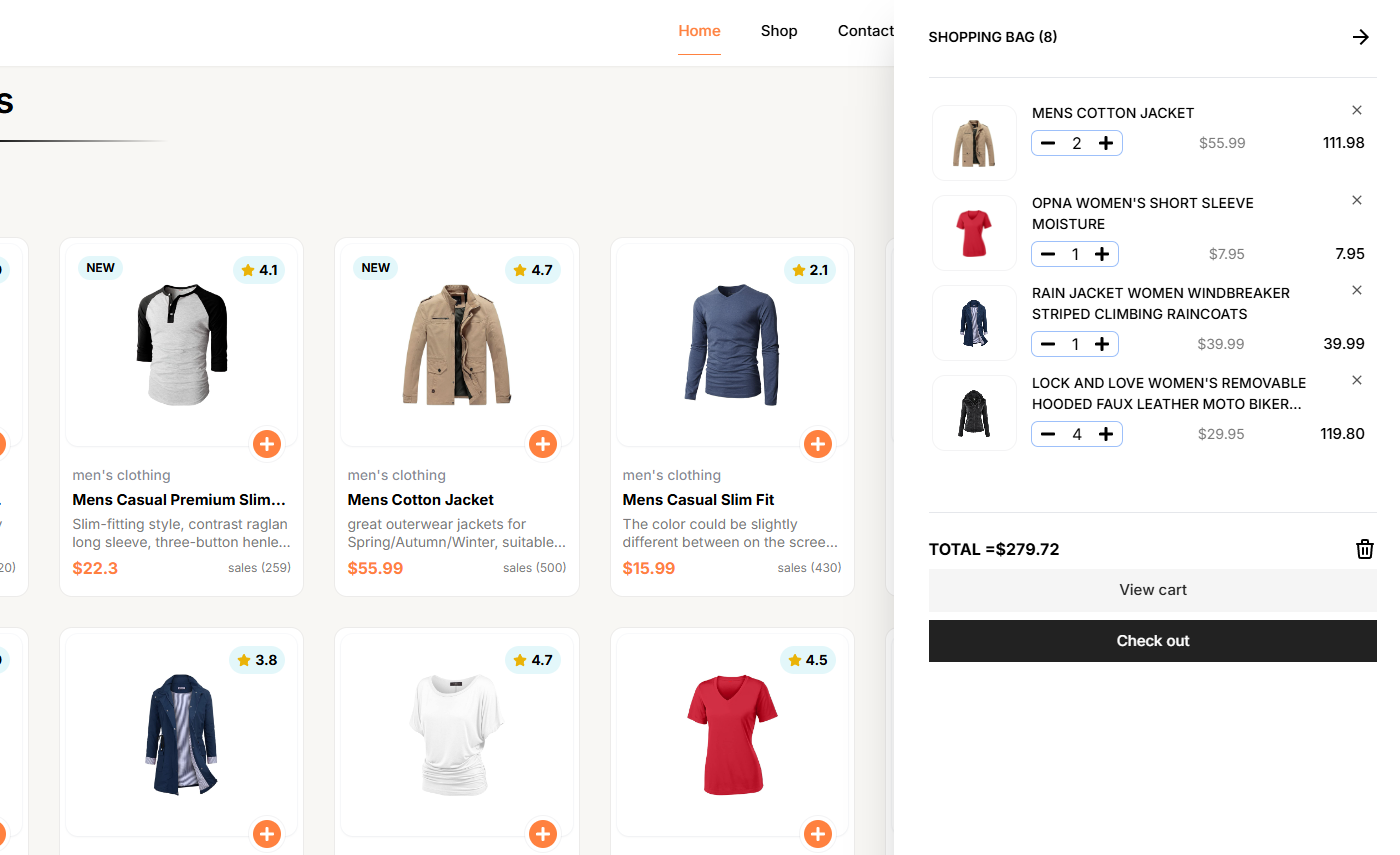 Home Shop Contact
s
NEW 4.1
men's clothing
Mens Casual Premium Slim...
Slim-fitting style, contrast raglan
long sleeve, three-button henle...
$22.3 sales (259)
NEW 4.7
men's clothing
Mens Cotton Jacket
great outerwear jackets for
Spring/Autumn/Winter, suitable...
$55.99 sales (500)
2.1
men's clothing
Mens Casual Slim Fit
The color could be slightly
different between on the scree...
$15.99 sales (430)
3.8
4.7
4.5
SHOPPING BAG (8)
MENS COTTON JACKET
2 $55.99 111.98
OPNA WOMEN'S SHORT SLEEVE
MOISTURE
1 $7.95 7.95
RAIN JACKET WOMEN WINDBREAKER
STRIPED CLIMBING RAINCOATS
1 $39.99 39.99
LOCK AND LOVE WOMEN'S REMOVABLE
HOODED FAUX LEATHER MOTO BIKER...
4 $29.95 119.80
TOTAL =$279.72
View cart
Check out